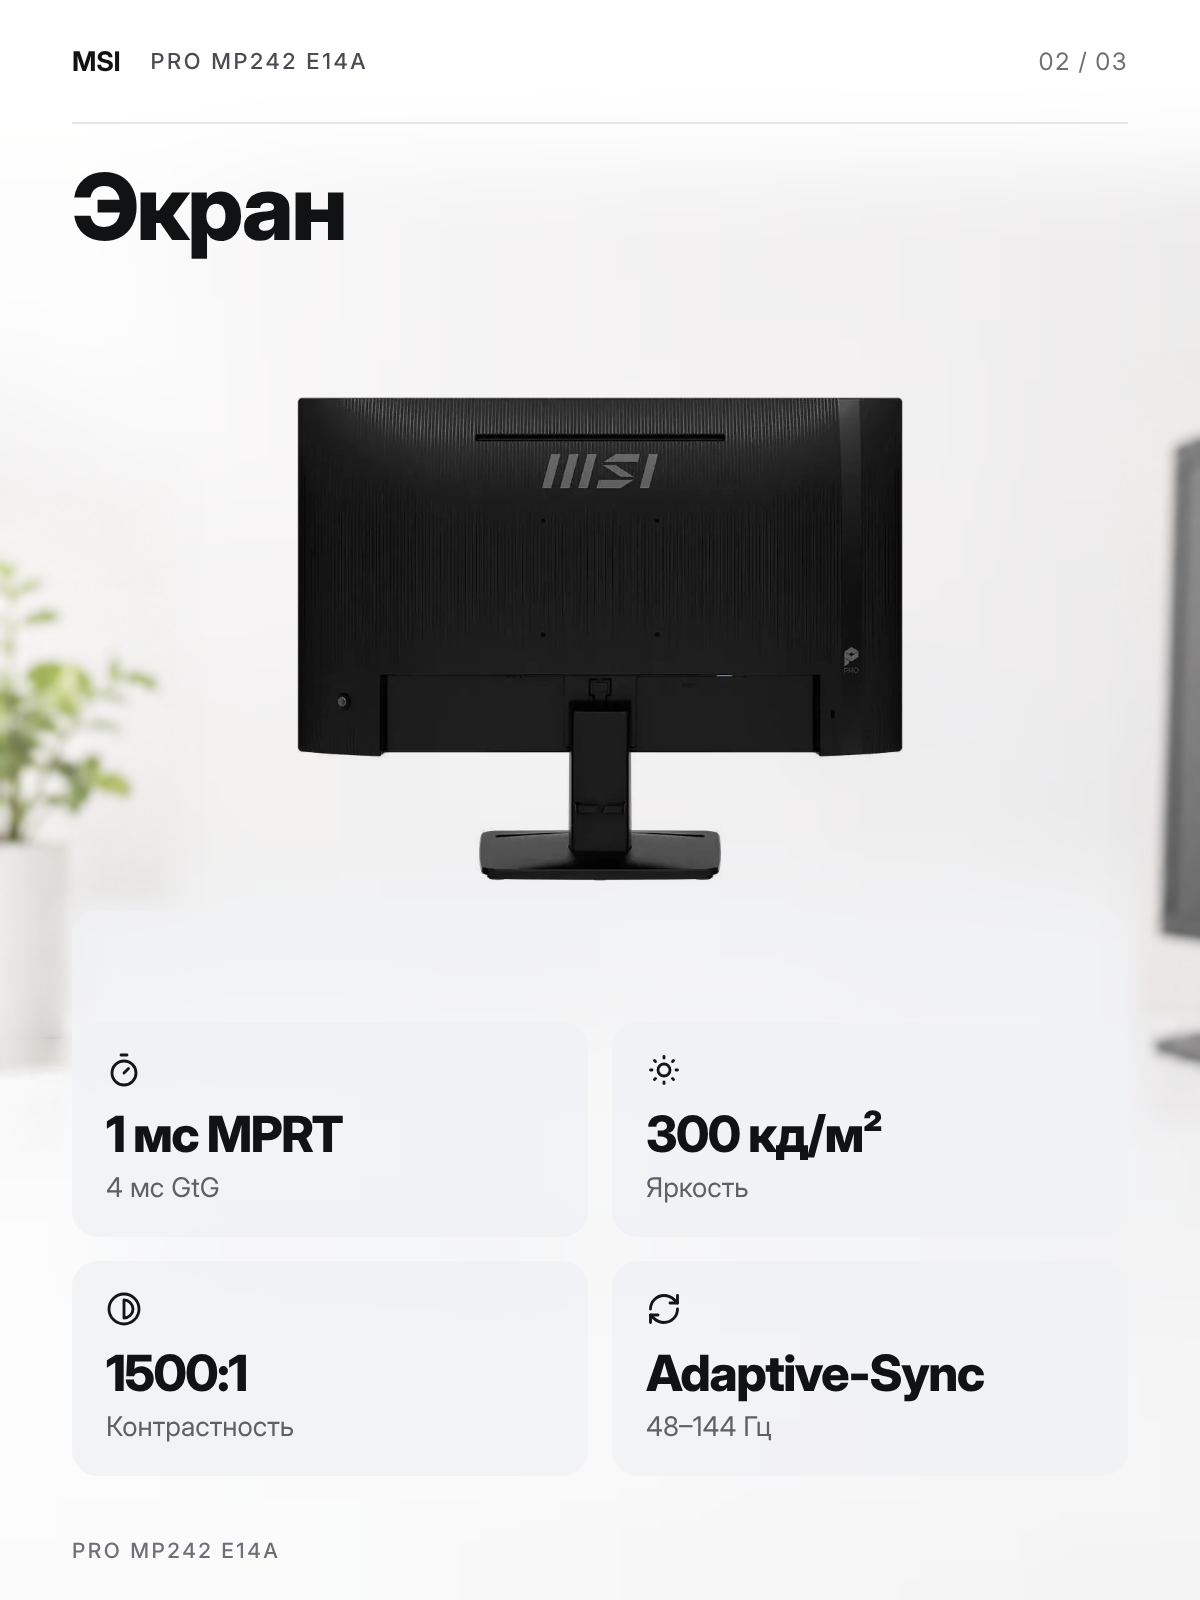 MSI PRO MP242 E14A 02 / 03
Экран
MSI
PRO
1 мс MPRT
4 мс GtG
300 кд/м²
Яркость
1500:1
Контрастность
Adaptive-Sync
48–144 Гц
PRO MP242 E14A